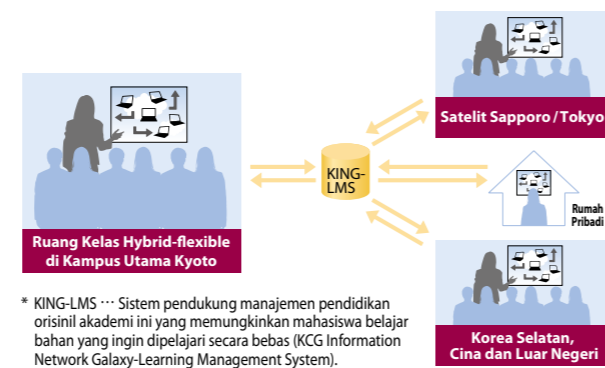 Ruang Kelas Hybrid-flexible
di Kampus Utama Kyoto
KING-
LMS
Satelit Sapporo / Tokyo
Rumah
Pribadi
Korea Selatan,
Cina dan Luar Negeri
* KING-LMS ⋯ Sistem pendukung manajemen pendidikan
orisinil akademi ini yang memungkinkan mahasiswa belajar
bahan yang ingin dipelajari secara bebas (KCG Information
Network Galaxy-Learning Management System).